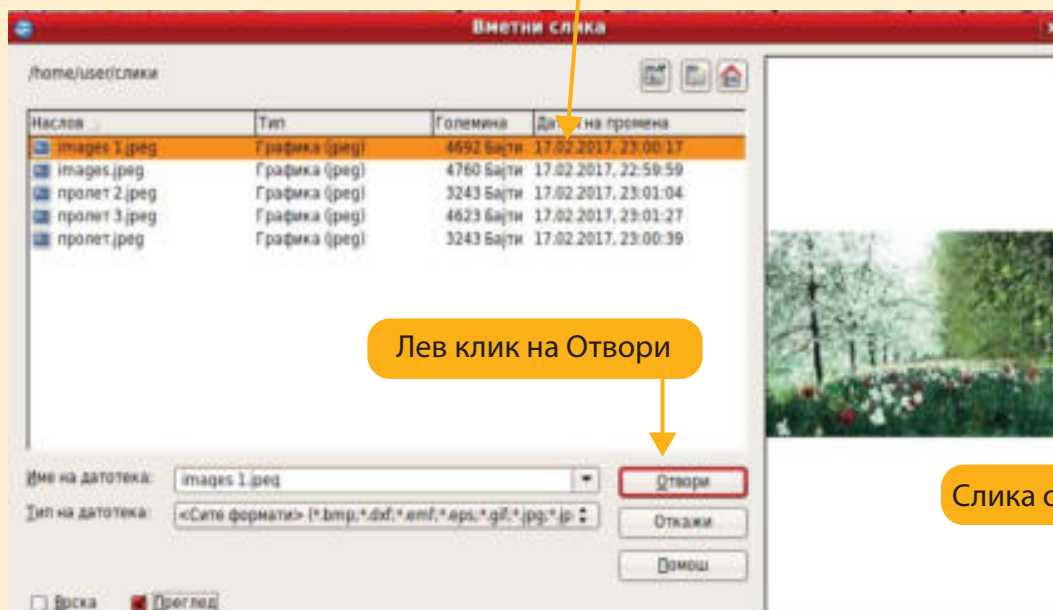 Вметни слика
/home/user/слики
Наслов Тип Големина Датум на промена
images 1.jpeg Графика (jpeg) 4692 Бајти 17.02.2017, 23:00:17
images.jpeg Графика (jpeg) 4760 Бајти 17.02.2017, 22:59:59
пролет 2.jpeg Графика (jpeg) 3243 Бајти 17.02.2017, 23:01:04
пролет 3.jpeg Графика (jpeg) 4623 Бајти 17.02.2017, 23:01:27
пролет.jpeg Графика (jpeg) 3243 Бајти 17.02.2017, 23:00:39
Лев клик на Отвори
Име на датотека: images 1.jpeg Отвори
Слика
Тип на датотека: <Сите формати> (*.bmp;*.dxf;*.emf;*.eps;*.gif;*.jpg;*.jp Откажи
Помош
Врска Преглед